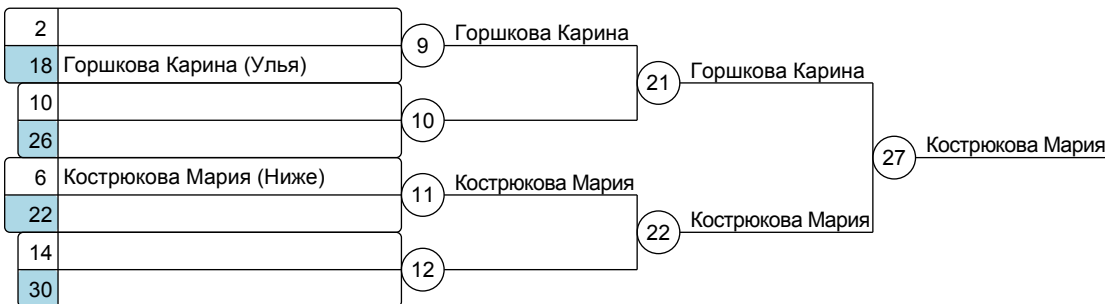 2
18 Горшкова Карина (Улья)
10
26
6 Кострюкова Мария (Ниже)
22
14
30
9 Горшкова Карина
10
11 Кострюкова Мария
12
21 Горшкова Карина
22 Кострюкова Мария
27 Кострюкова Мария